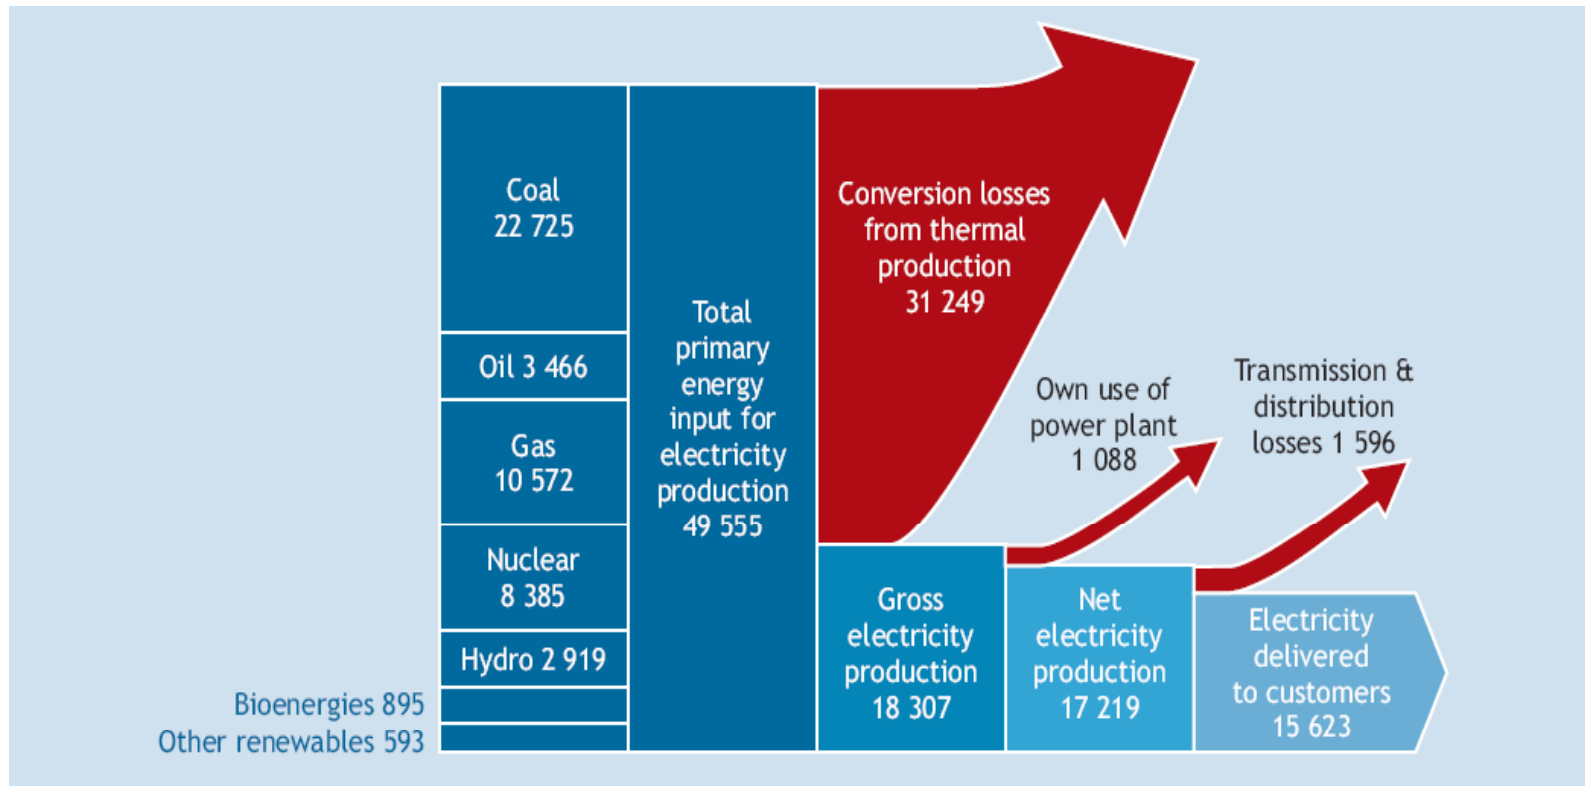 Coal
22 725
Oil 3 466
Gas
10 572
Nuclear
8 385
Hydro 2 919
Bioenergies 895
Other renewables 593
Total
primary
energy
input for
electricity
production
49 555
Conversion losses
from thermal
production
31 249
Own use of
power plant
1 088
Transmission &
distribution
losses 1 596
Gross
electricity
production
18 307
Net
electricity
production
17 219
Electricity
delivered
to customers
15 623